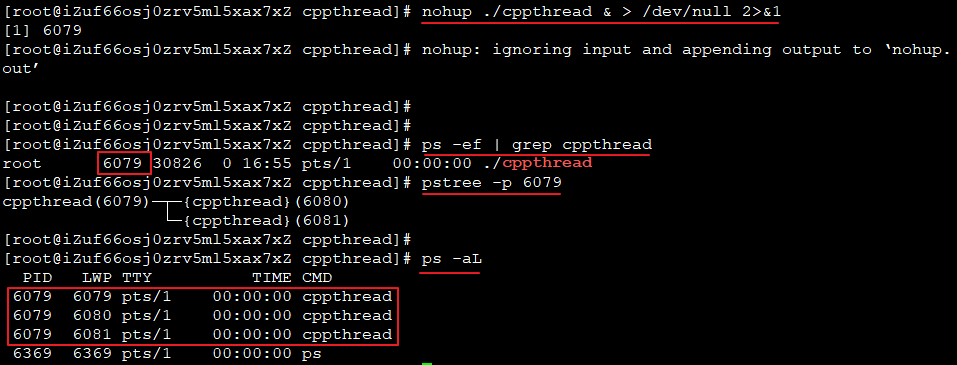 [root@iZuf66osj0zrv5ml5xax7xZ cppthread]# nohup ./cppthread & > /dev/null 2>&1
[1] 6079
[root@iZuf66osj0zrv5ml5xax7xZ cppthread]# nohup: ignoring input and appending output to ‘nohup.
out’

[root@iZuf66osj0zrv5ml5xax7xZ cppthread]#
[root@iZuf66osj0zrv5ml5xax7xZ cppthread]#
[root@iZuf66osj0zrv5ml5xax7xZ cppthread]# ps -ef | grep cppthread
root      6079 30826  0 16:55 pts/1    00:00:00 ./cppthread
[root@iZuf66osj0zrv5ml5xax7xZ cppthread]# pstree -p 6079
cppthread(6079)─┬─{cppthread}(6080)
                └─{cppthread}(6081)
[root@iZuf66osj0zrv5ml5xax7xZ cppthread]#
[root@iZuf66osj0zrv5ml5xax7xZ cppthread]# ps -aL
  PID   LWP TTY          TIME CMD
 6079  6079 pts/1    00:00:00 cppthread
 6079  6080 pts/1    00:00:00 cppthread
 6079  6081 pts/1    00:00:00 cppthread
 6369  6369 pts/1    00:00:00 ps